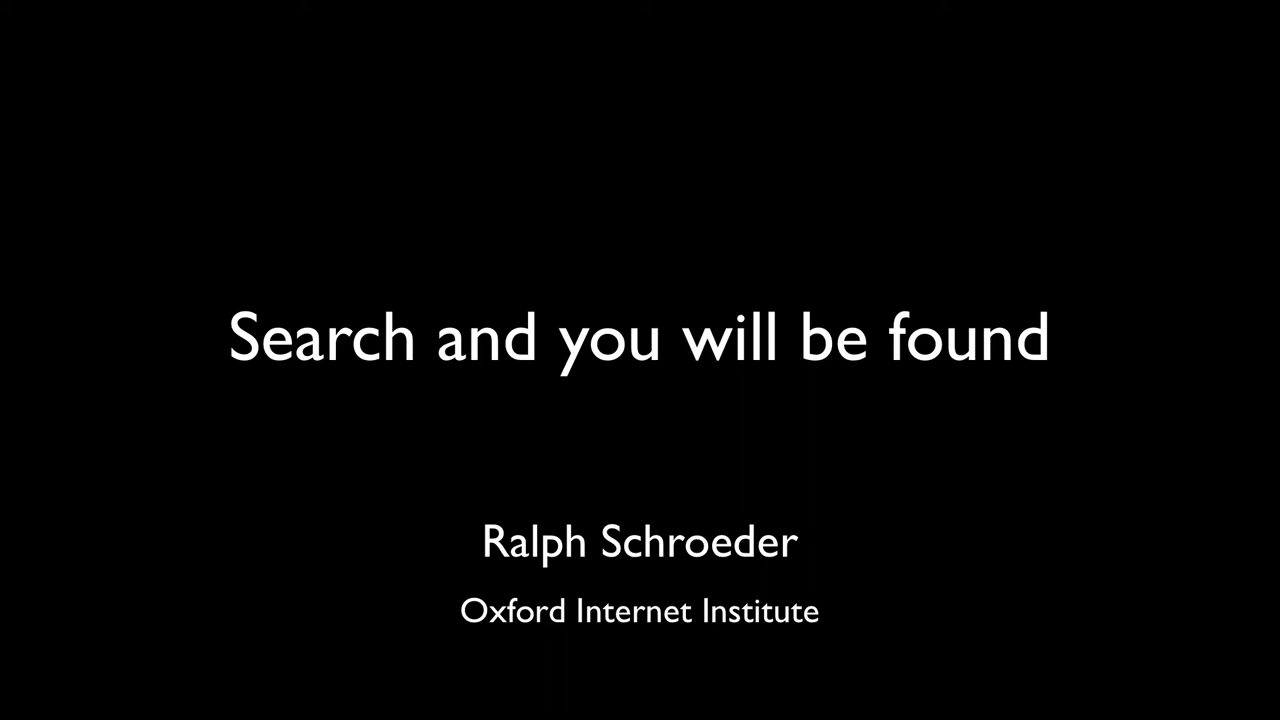 Search and you will be found
Ralph Schroeder
Oxford Internet Institute